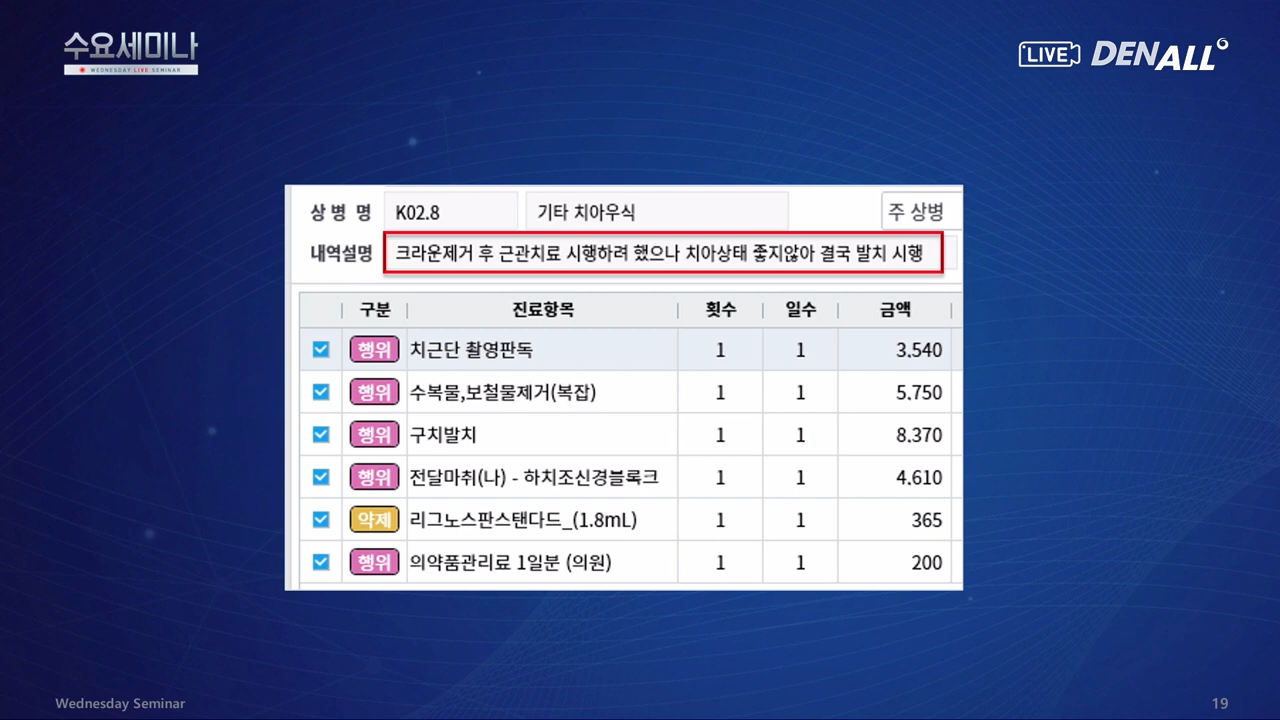 수요세미나
WEDNESDAY LIVE SEMINAR
LIVE DENALL
상 병 명 K02.8 기타 치아우식 주 상병
내역설명 크라운제거 후 근관치료 시행하려 했으나 치아상태 좋지않아 결국 발치 시행
구분 진료항목 횟수 일수 금액
행위 치근단 촬영판독 1 1 3,540
행위 수복물,보철물제거(복잡) 1 1 5,750
행위 구치발치 1 1 8,370
행위 전달마취(나) - 하치조신경블록크 1 1 4,610
약제 리그노스판스탠다드_(1.8mL) 1 1 365
행위 의약품관리료 1일분 (의원) 1 1 200
Wednesday Seminar 19